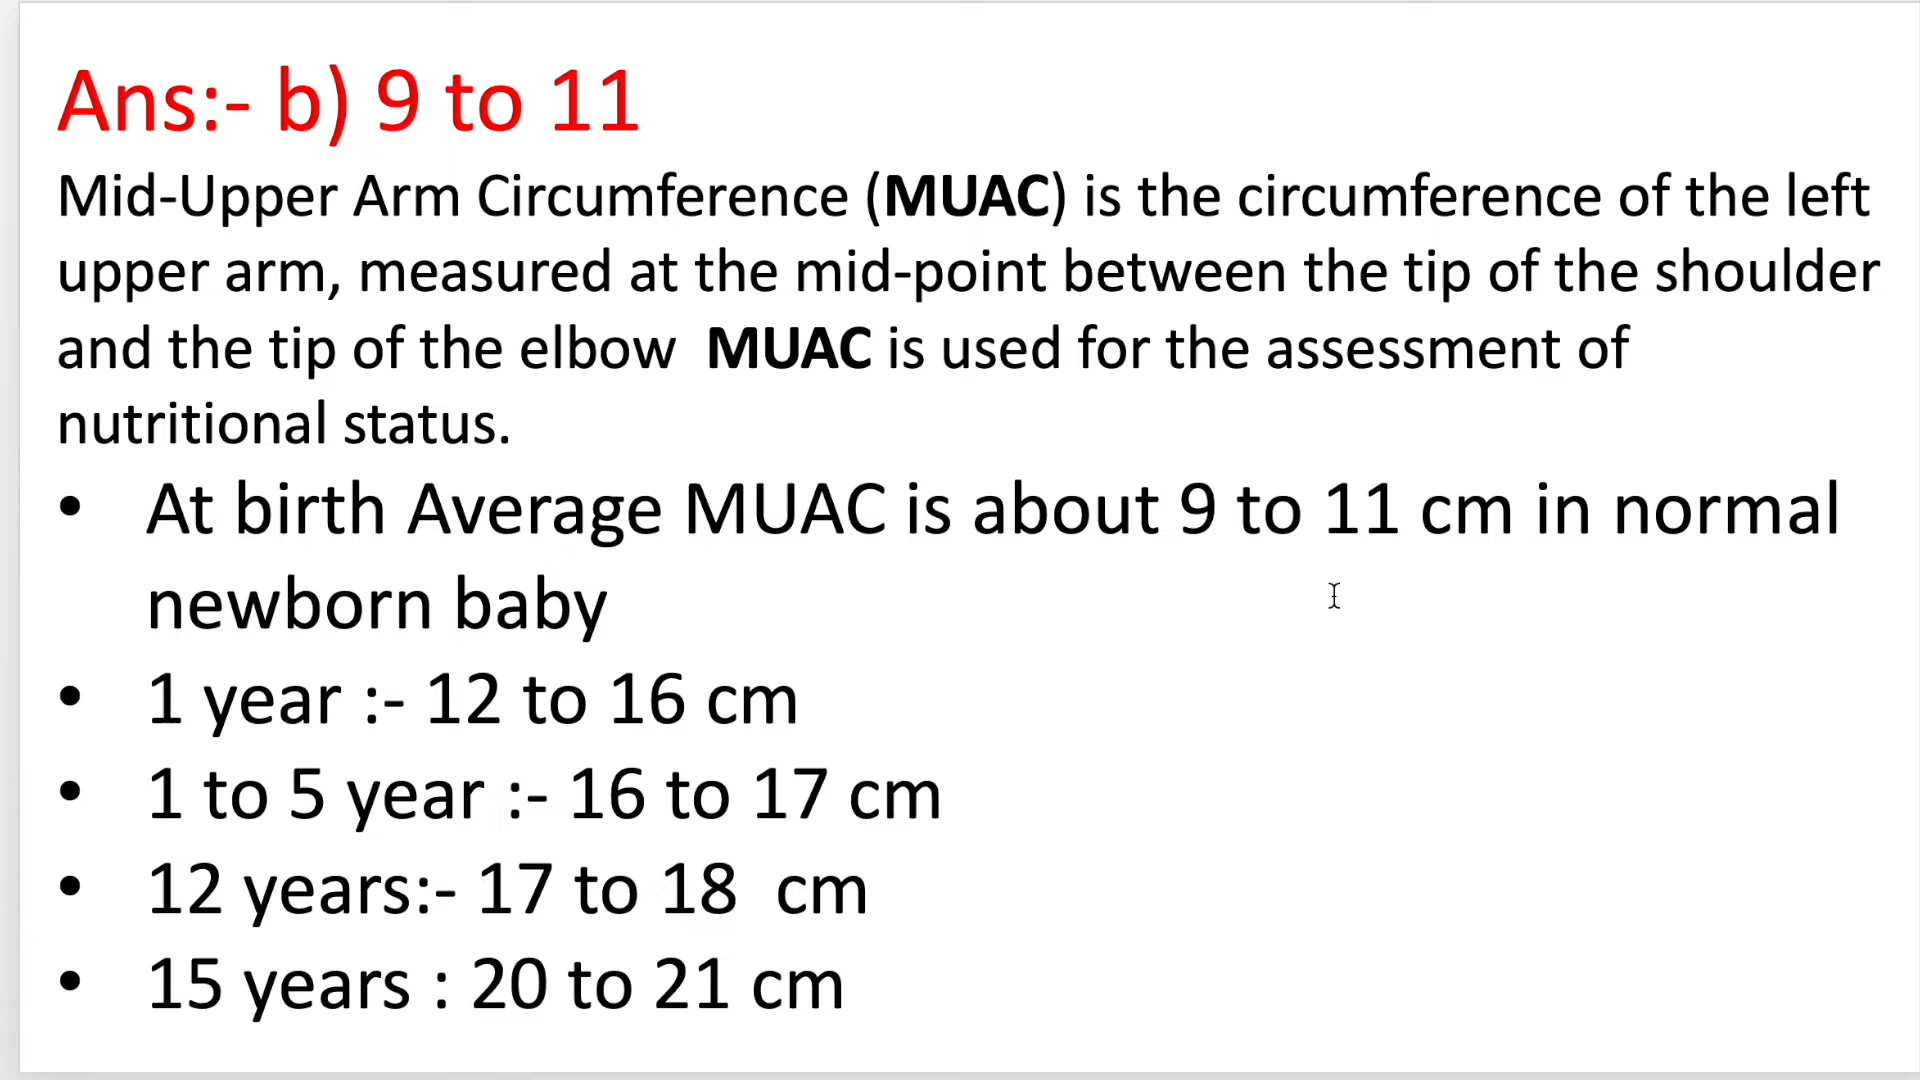 Ans:- b) 9 to 11
Mid-Upper Arm Circumference (MUAC) is the circumference of the left
upper arm, measured at the mid-point between the tip of the shoulder
and the tip of the elbow  MUAC is used for the assessment of
nutritional status.
• At birth Average MUAC is about 9 to 11 cm in normal
newborn baby
• 1 year :- 12 to 16 cm
• 1 to 5 year :- 16 to 17 cm
• 12 years:- 17 to 18  cm
• 15 years : 20 to 21 cm